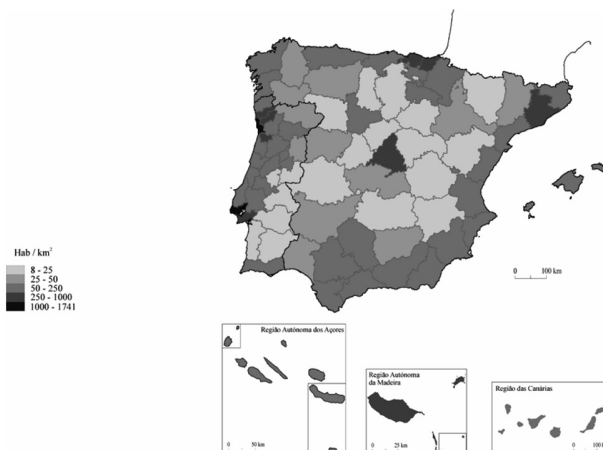 Hab / km²
8 - 25
25 - 50
50 - 250
250 - 1000
1000 - 1741
0 100 km
Região Autónoma dos Açores
0 50 km
Região Autónoma
da Madeira
0 25 km
Região das Canárias
0 100 k